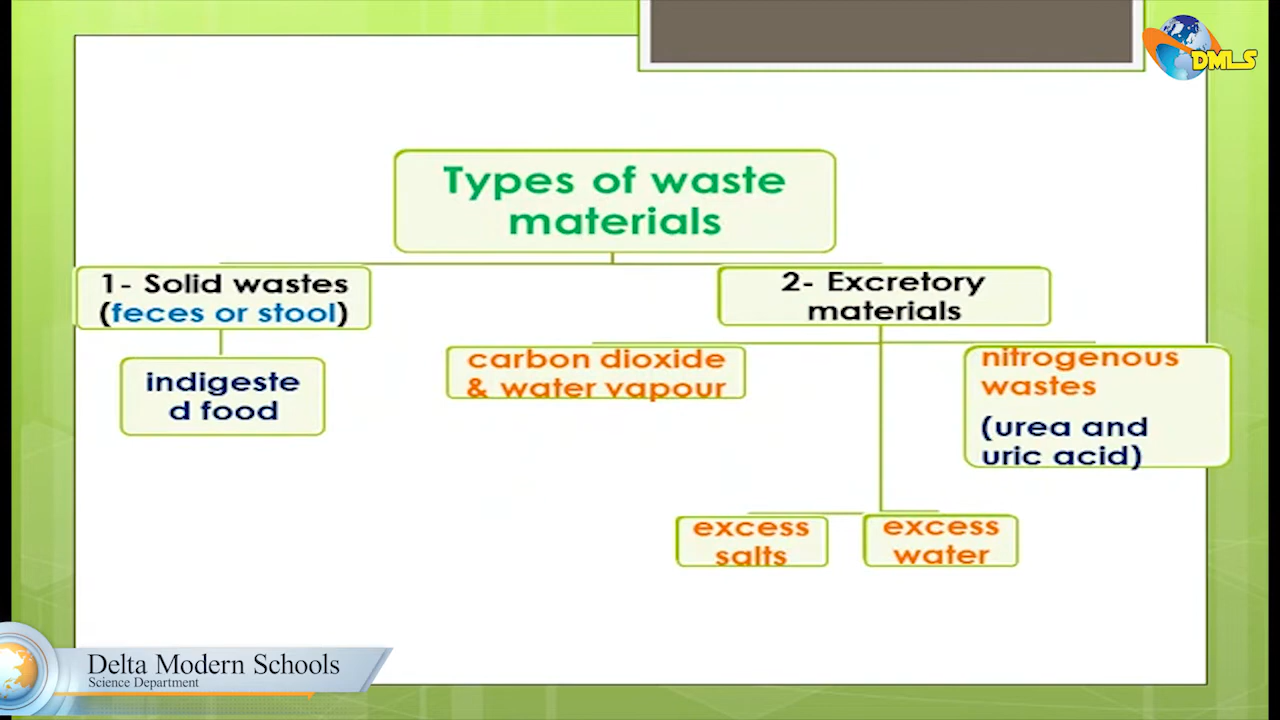 DMLS
Types of waste
materials
1- Solid wastes
(feces or stool)
indigeste
d food
2- Excretory
materials
carbon dioxide
& water vapour
nitrogenous
wastes
(urea and
uric acid)
excess
salts
excess
water
Delta Modern Schools
Science Department